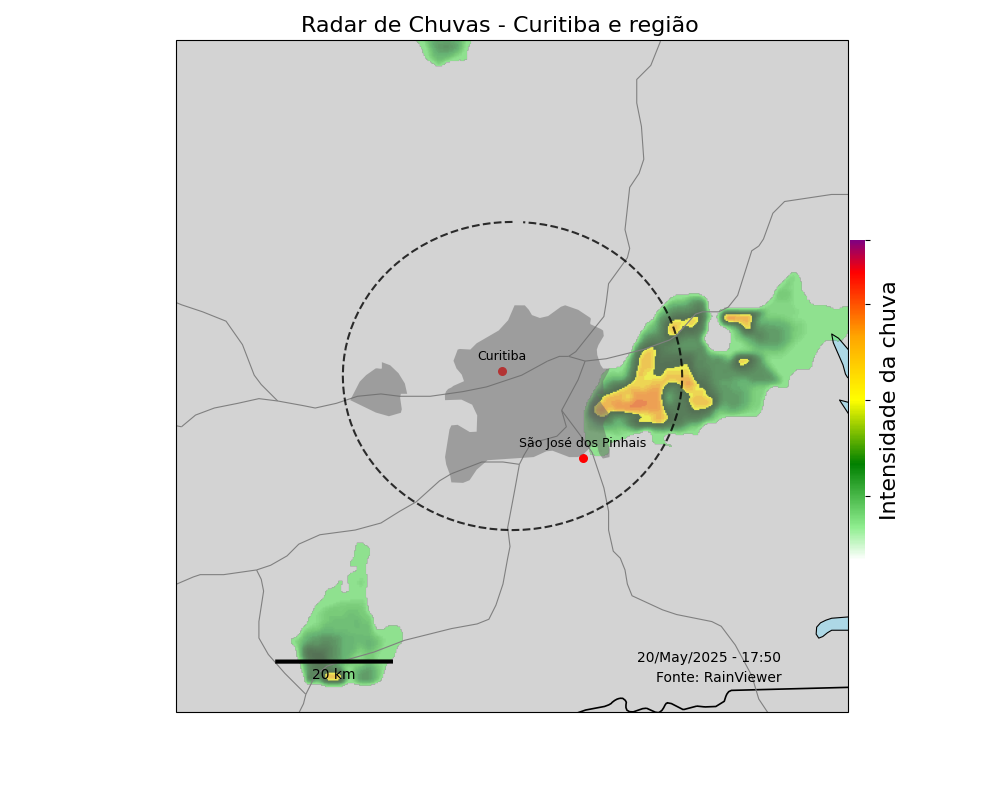 Radar de Chuvas - Curitiba e região
Curitiba
São José dos Pinhais
Intensidade da chuva
20/May/2025 - 17:50
Fonte: RainViewer
20 km